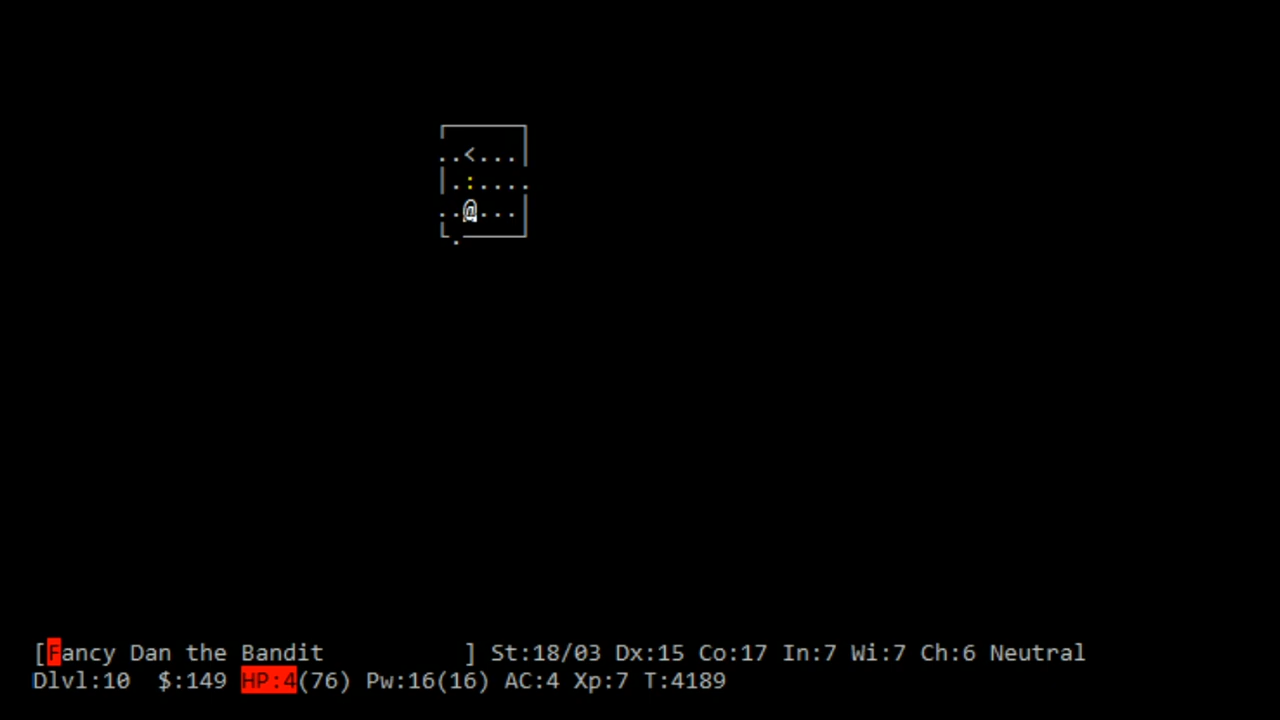 ..<...
.:....
..@...
.
[Fancy Dan the Bandit          ] St:18/03 Dx:15 Co:17 In:7 Wi:7 Ch:6 Neutral
Dlvl:10  $:149 HP:4(76) Pw:16(16) AC:4 Xp:7 T:4189